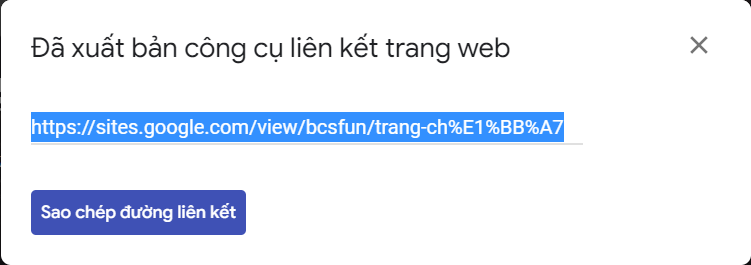 Đã xuất bản công cụ liên kết trang web
https://sites.google.com/view/bcsfun/trang-ch%E1%BB%A7
Sao chép đường liên kết